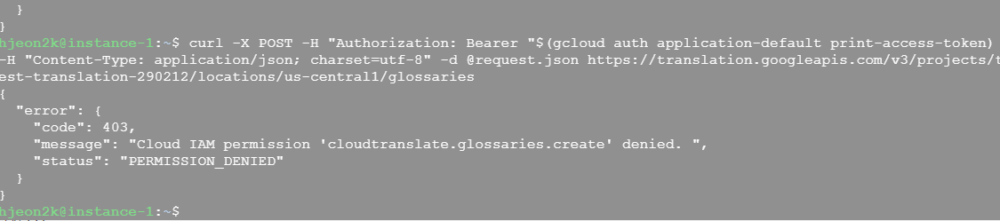 }
}
hjeon2k@instance-1:~$ curl -X POST -H "Authorization: Bearer "$(gcloud auth application-default print-access-token)
-H "Content-Type: application/json; charset=utf-8" -d @request.json https://translation.googleapis.com/v3/projects/t
est-translation-290212/locations/us-central1/glossaries
{
"error": {
"code": 403,
"message": "Cloud IAM permission 'cloudtranslate.glossaries.create' denied. ",
"status": "PERMISSION_DENIED"
}
}
hjeon2k@instance-1:~$